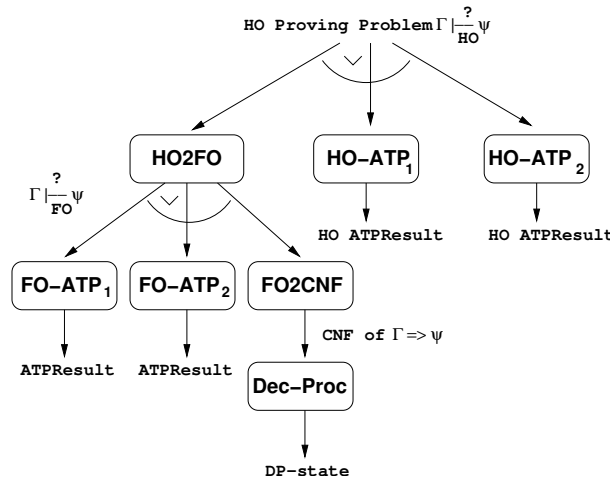 HO Proving Problem Γ |—?HO ψ
∨
HO2FO
HO−ATP1
HO−ATP2
Γ |—?FO ψ
∨
HO ATPResult
HO ATPResult
FO−ATP1
FO−ATP2
FO2CNF
CNF of Γ => ψ
ATPResult
ATPResult
Dec−Proc
DP−state